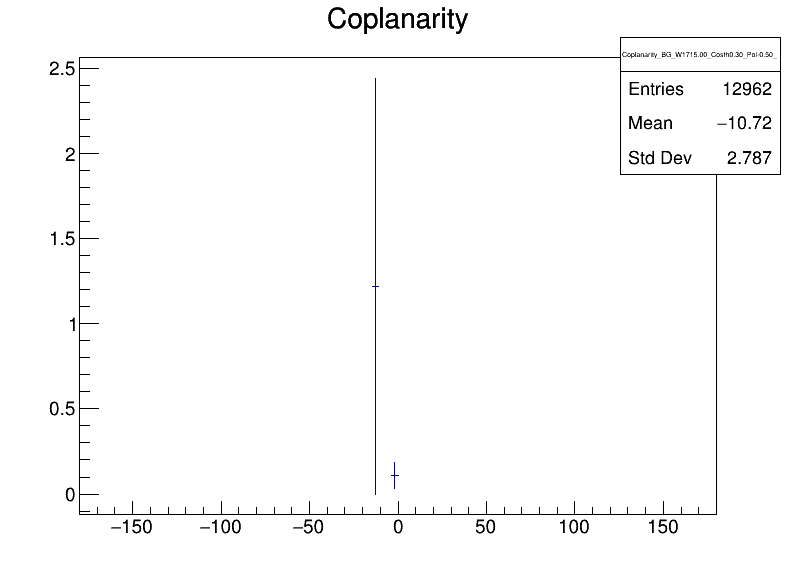 Coplanarity
Coplanarity_BG_W1715.00_Costh0.30_Pol-0.50_
Entries 12962
Mean −10.72
Std Dev 2.787
2.5
2
1.5
1
0.5
0
−150 −100 −50 0 50 100 150